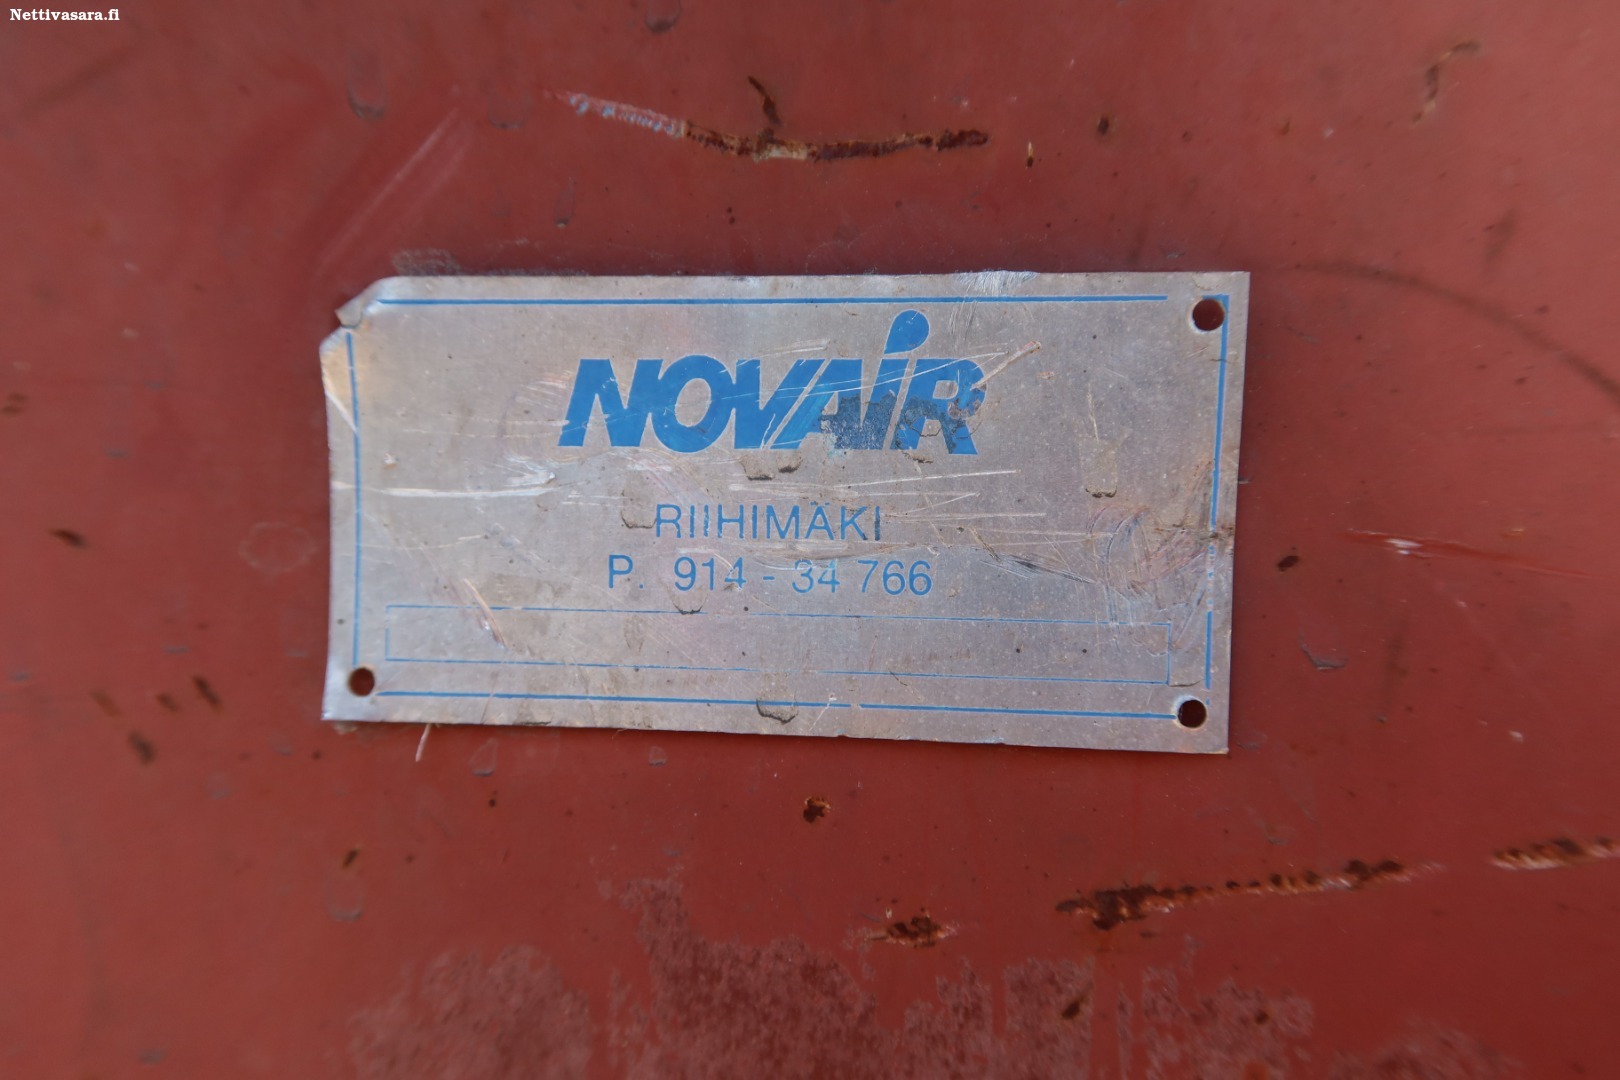 Nettivasara.fi
NOVAiR
RIIHIMÄKI
P. 914 - 34 766